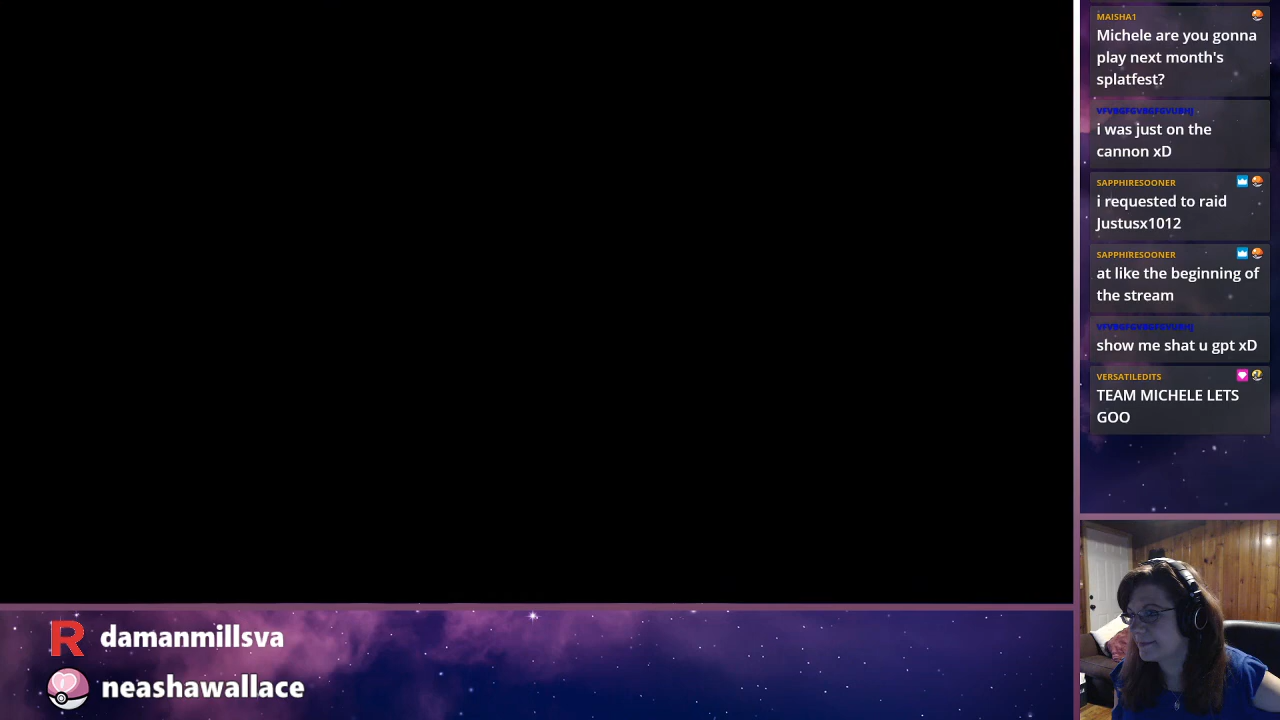 MAISHA1
Michele are you gonna
play next month's
splatfest?
i was just on the
cannon xD
SAPPHIRESOONER
i requested to raid
Justusx1012
SAPPHIRESOONER
at like the beginning of
the stream
show me shat u gpt xD
VERSATILEDITS
TEAM MICHELE LETS
GOO
R damanmillsva
neashawallace